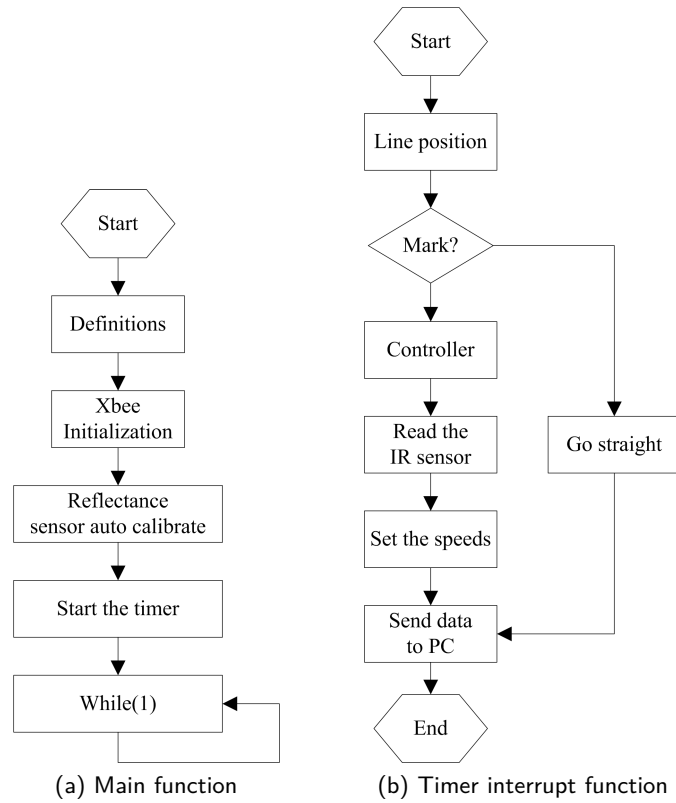 Start
Definitions
Xbee
Initialization
Reflectance
sensor auto calibrate
Start the timer
While(1)
(a) Main function
Start
Line position
Mark?
Controller
Read the
IR sensor
Go straight
Set the speeds
Send data
to PC
End
(b) Timer interrupt function